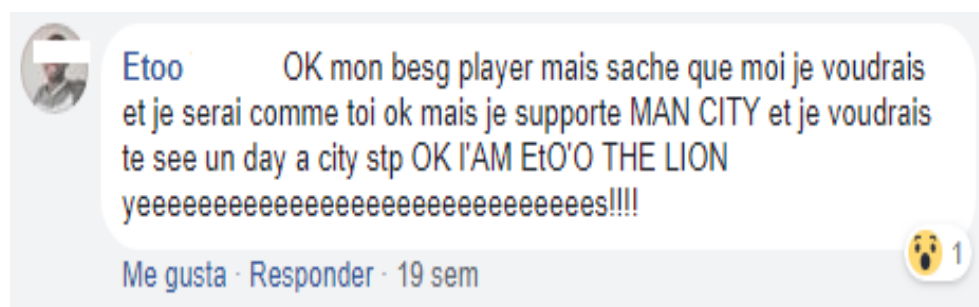 Etoo OK mon besg player mais sache que moi je voudrais
et je serai comme toi ok mais je supporte MAN CITY et je voudrais
te see un day a city stp OK I'AM EtO'O THE LION
yeeeeeeeeeeeeeeeeeeeeeeeeeeeeeees!!!!
Me gusta · Responder · 19 sem
1